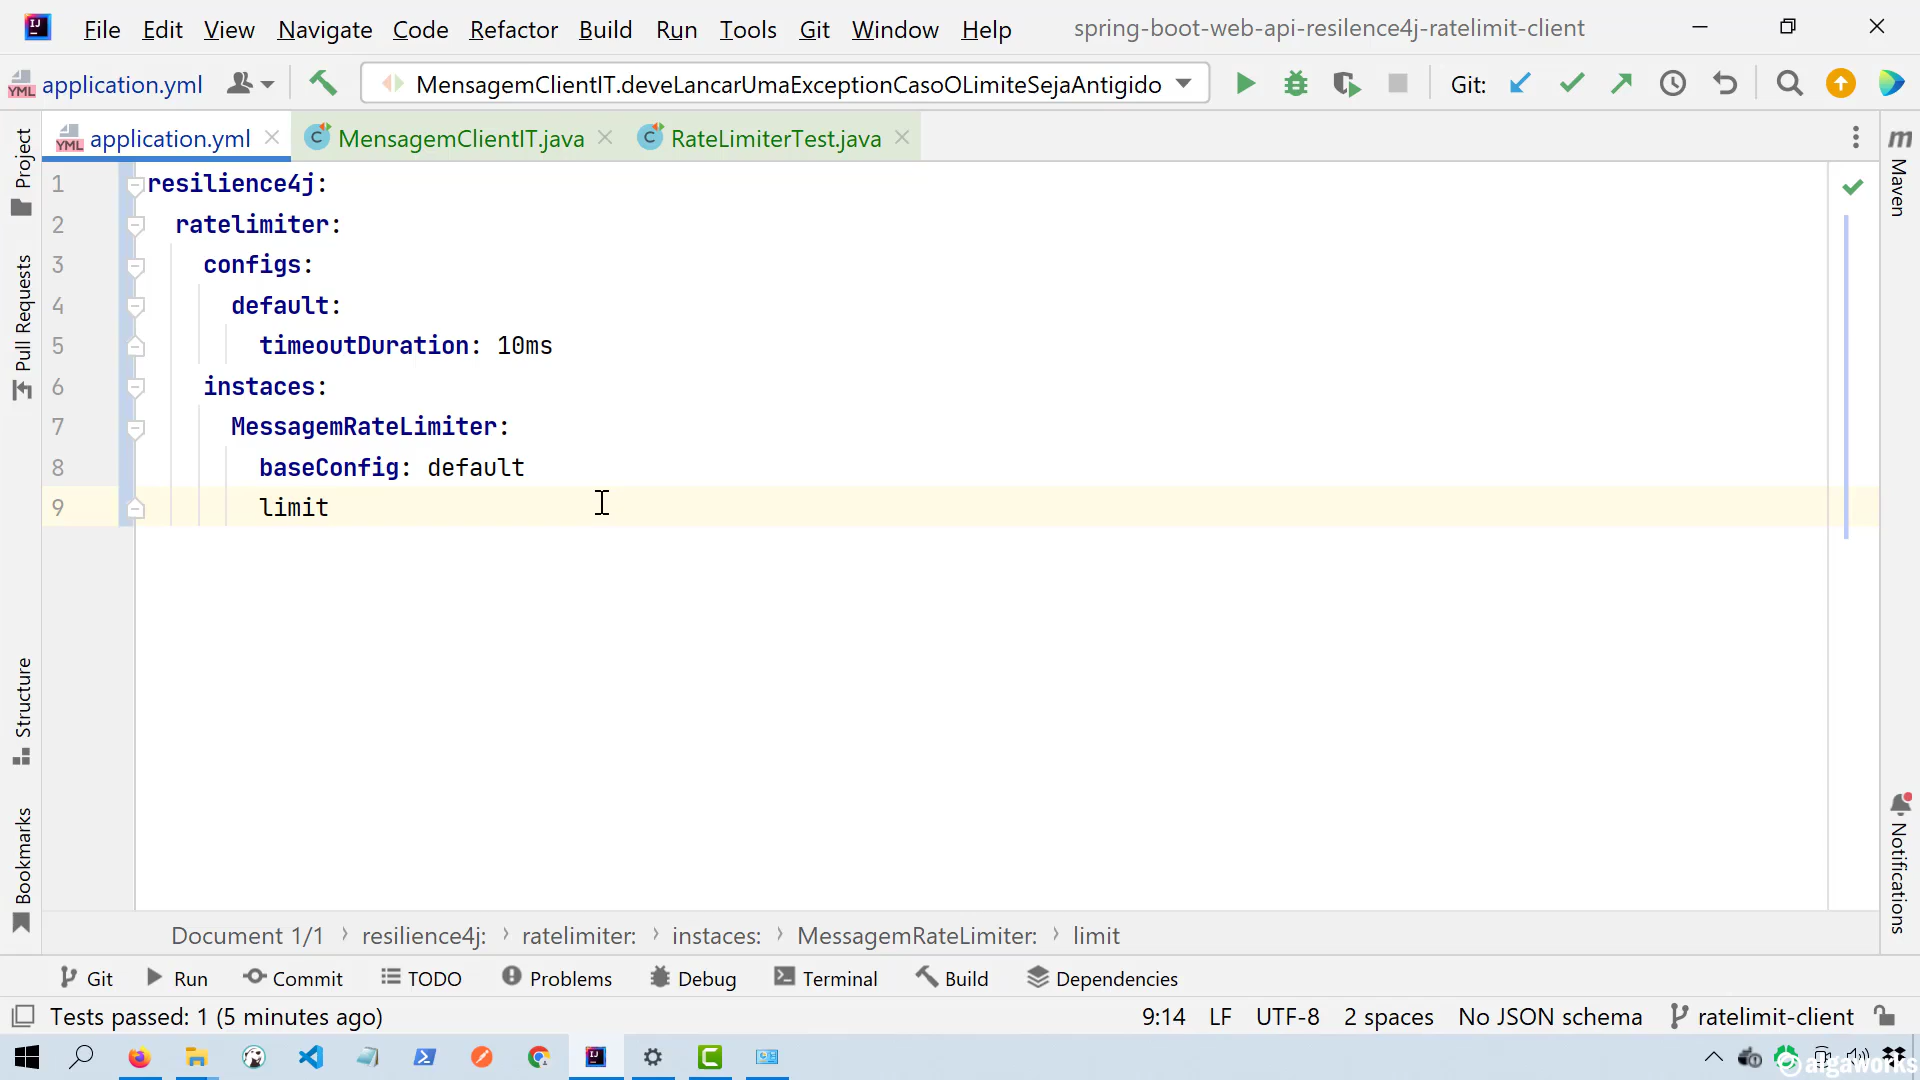 File Edit View Navigate Code Refactor Build Run Tools Git Window Help spring-boot-web-api-resilence4j-ratelimit-client
YML application.yml MensagemClientIT.deveLancarUmaExceptionCasoOLimiteSejaAntigido Git:
YML application.yml MensagemClientIT.java RateLimiterTest.java
Project
Pull Requests
Structure
Bookmarks
Maven
Notifications
1 resilience4j:
2 ratelimiter:
3 configs:
4 default:
5 timeoutDuration: 10ms
6 instaces:
7 MessagemRateLimiter:
8 baseConfig: default
9 limit
Document 1/1 resilience4j: ratelimiter: instaces: MessagemRateLimiter: limit
Git Run Commit TODO Problems Debug Terminal Build Dependencies
Tests passed: 1 (5 minutes ago) 9:14 LF UTF-8 2 spaces No JSON schema ratelimit-client
algaworks